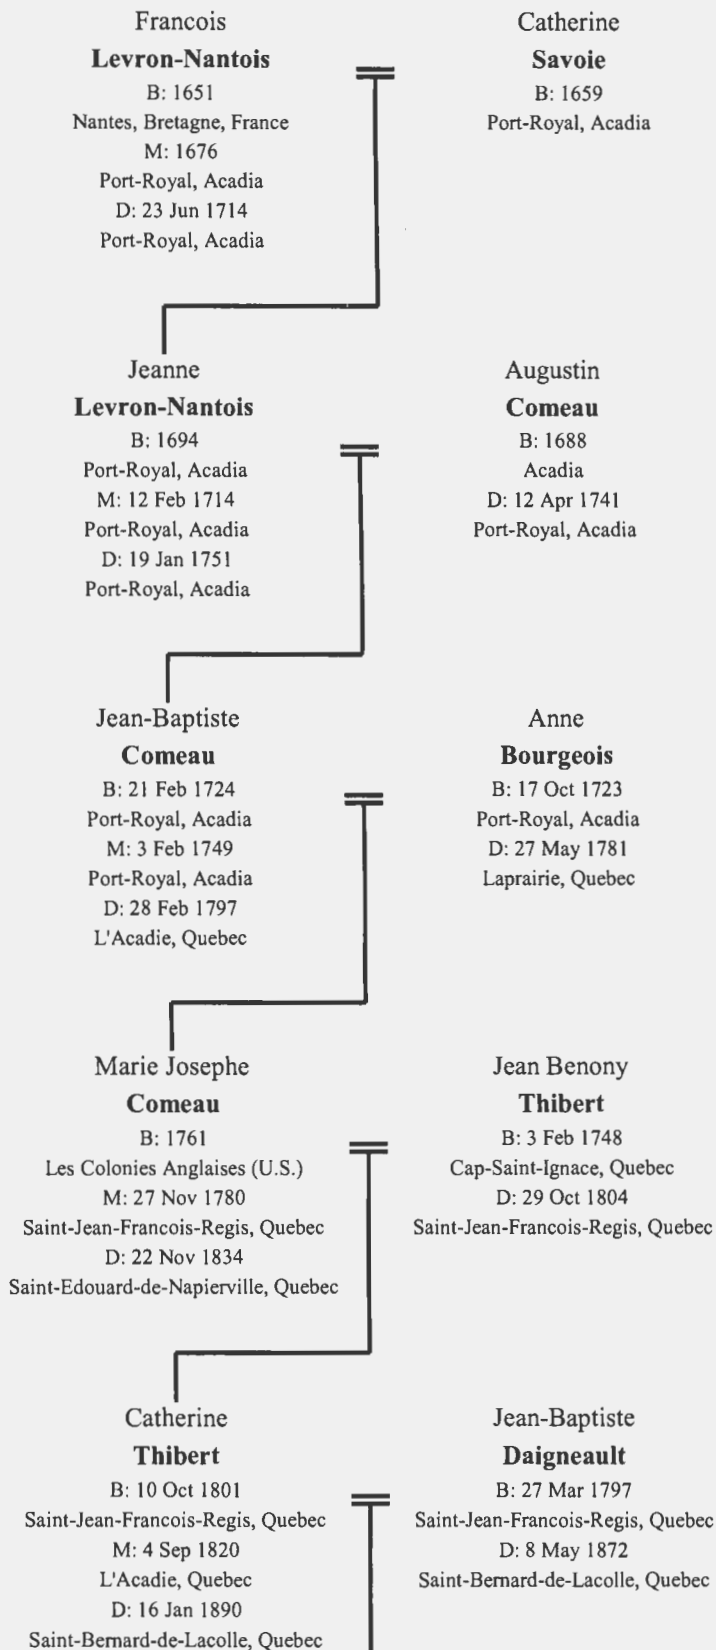 Francois
Levron-Nantois
B: 1651
Nantes, Bretagne, France
M: 1676
Port-Royal, Acadia
D: 23 Jun 1714
Port-Royal, Acadia
Catherine
Savoie
B: 1659
Port-Royal, Acadia
Jeanne
Levron-Nantois
B: 1694
Port-Royal, Acadia
M: 12 Feb 1714
Port-Royal, Acadia
D: 19 Jan 1751
Port-Royal, Acadia
Augustin
Comeau
B: 1688
Acadia
D: 12 Apr 1741
Port-Royal, Acadia
Jean-Baptiste
Comeau
B: 21 Feb 1724
Port-Royal, Acadia
M: 3 Feb 1749
Port-Royal, Acadia
D: 28 Feb 1797
L'Acadie, Quebec
Anne
Bourgeois
B: 17 Oct 1723
Port-Royal, Acadia
D: 27 May 1781
Laprairie, Quebec
Marie Josephe
Comeau
B: 1761
Les Colonies Anglaises (U.S.)
M: 27 Nov 1780
Saint-Jean-Francois-Regis, Quebec
D: 22 Nov 1834
Saint-Edouard-de-Napierville, Quebec
Jean Benony
Thibert
B: 3 Feb 1748
Cap-Saint-Ignace, Quebec
D: 29 Oct 1804
Saint-Jean-Francois-Regis, Quebec
Catherine
Thibert
B: 10 Oct 1801
Saint-Jean-Francois-Regis, Quebec
M: 4 Sep 1820
L'Acadie, Quebec
D: 16 Jan 1890
Saint-Bernard-de-Lacolle, Quebec
Jean-Baptiste
Daigneault
B: 27 Mar 1797
Saint-Jean-Francois-Regis, Quebec
D: 8 May 1872
Saint-Bernard-de-Lacolle, Quebec